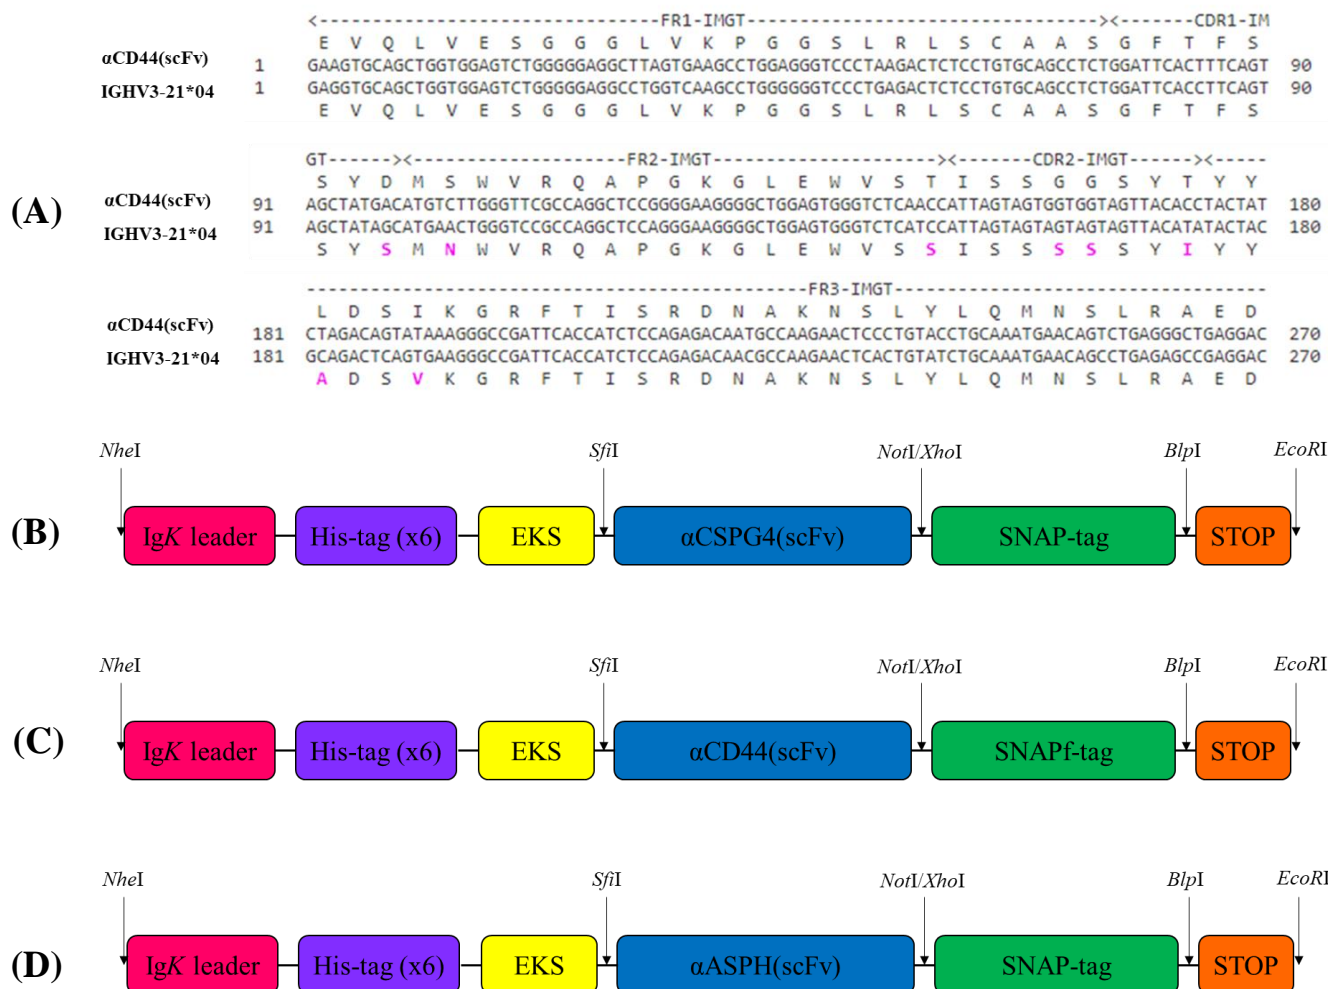 <------------------------------------FR1-IMGT------------------------------------><-------CDR1-IM
E V Q L V E S G G G L V K P G G S L R L S C A A S G F T F S
αCD44(scFv) 1 GAAGTGCAGCTGGTGGAGTCTGGGGGAGGCTTAGTGAAGCCTGGAGGGTCCCTAAGACTCTCCTGTGCAGCCTCTGGATTCACTTTCAGT 90
IGHV3-21*04 1 GAGGTGCAGCTGGTGGAGTCTGGGGGAGGCCTGGTCAAGCCTGGGGGGTCCCTGAGACTCTCCTGTGCAGCCTCTGGATTCACCTTCAGT 90
E V Q L V E S G G G L V K P G G S L R L S C A A S G F T F S
(A)
GT------><--------------------FR2-IMGT---------------------><-------CDR2-IMGT------><-----
S Y D M S W V R Q A P G K G L E W V S T I S S G G S Y T Y Y
αCD44(scFv) 91 AGCTATGACATGTCTTGGGTTCGCCAGGCTCCGGGGAAGGGGCTGGAGTGGGTCTCAACCATTAGTAGTGGTGGTAGTTACACCTACTAT 180
IGHV3-21*04 91 AGCTATAGCATGAACTGGGTCCGCCAGGCTCCAGGGAAGGGGCTGGAGTGGGTCTCATCCATTAGTAGTAGTAGTAGTTACATATACTAC 180
S Y S M N W V R Q A P G K G L E W V S S I S S S S S Y I Y Y
-----------------------------------------------FR3-IMGT-----------------------------------
L D S I K G R F T I S R D N A K N S L Y L Q M N S L R A E D
αCD44(scFv) 181 CTAGACAGTATAAAGGGCCGATTCACCATCTCCAGAGACAATGCCAAGAACTCCCTGTACCTGCAAATGAACAGTCTGAGGGCTGAGGAC 270
IGHV3-21*04 181 GCAGACTCAGTGAAGGGCCGATTCACCATCTCCAGAGACAACGCCAAGAACTCACTGTATCTGCAAATGAACAGCCTGAGAGCCGAGGAC 270
A D S V K G R F T I S R D N A K N S L Y L Q M N S L R A E D
NheI SfiI NotI/XhoI BlpI EcoRI
(B) IgK leader His-tag (x6) EKS αCSPG4(scFv) SNAP-tag STOP
NheI SfiI NotI/XhoI BlpI EcoRI
(C) IgK leader His-tag (x6) EKS αCD44(scFv) SNAPf-tag STOP
NheI SfiI NotI/XhoI BlpI EcoRI
(D) IgK leader His-tag (x6) EKS αASPH(scFv) SNAP-tag STOP